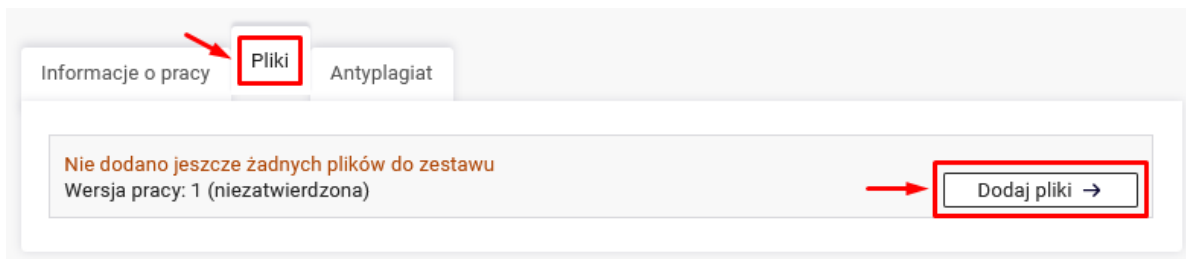 Informacje o pracy
Pliki
Antyplagiat
Nie dodano jeszcze żadnych plików do zestawu
Wersja pracy: 1 (niezatwierdzona)
Dodaj pliki →